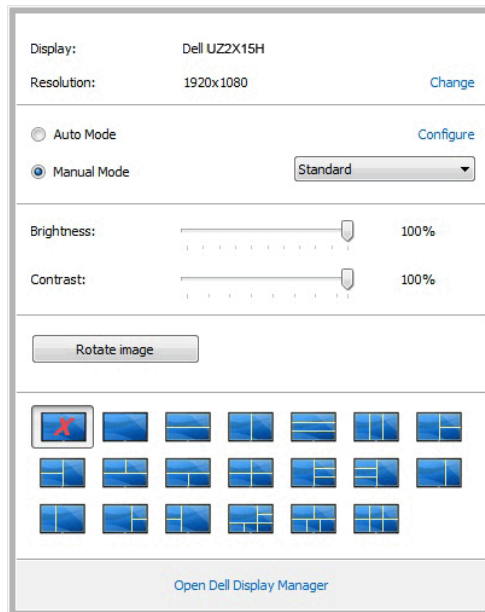 Display: Dell UZ2X15H
Resolution: 1920x1080 Change
Auto Mode Configure
Manual Mode Standard
Brightness: 100%
Contrast: 100%
Rotate image
Open Dell Display Manager